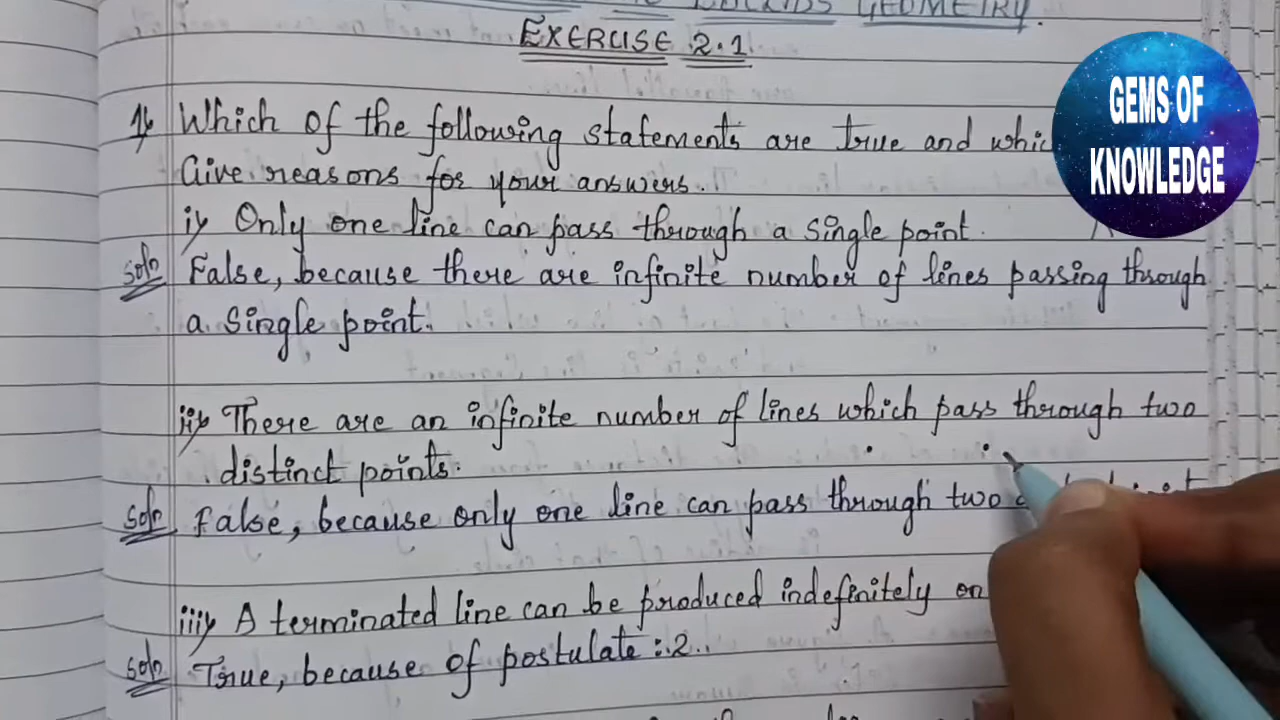 GEOMETRY.
EXERCISE 2.1
GEMS OF
KNOWLEDGE
1) Which of the following statements are true and
Give reasons for your answers.
i) Only one line can pass through a single point.
Soln False, because there are infinite number of lines passing through
a single point.
ii) There are an infinite number of lines which pass through two
distinct points.
Soln False, because only one line can pass through two
iii) A terminated line can be produced indefinitely on
Soln True, because of postulate :2.